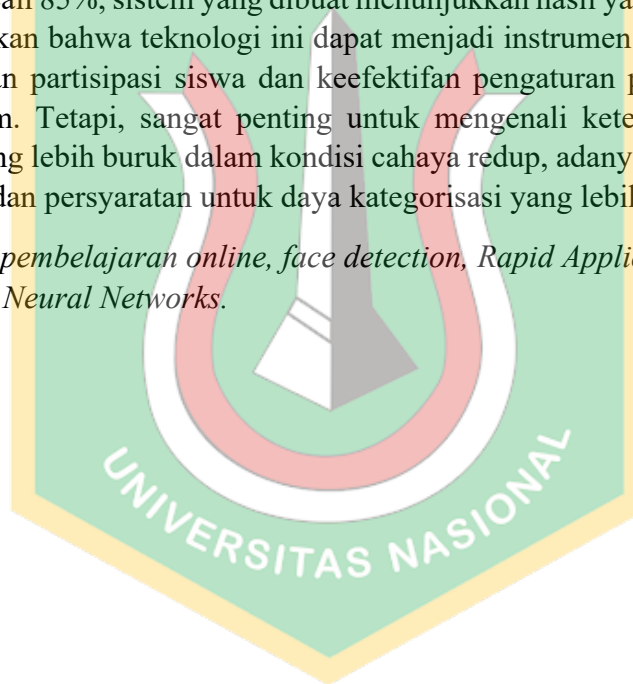 an 85%, sistem yang dibuat menunjukkan hasil ya
kan bahwa teknologi ini dapat menjadi instrumen
n partisipasi siswa dan keefektifan pengaturan p
n. Tetapi, sangat penting untuk mengenali kete
ng lebih buruk dalam kondisi cahaya redup, adany
dan persyaratan untuk daya kategorisasi yang lebih
pembelajaran online, face detection, Rapid Applic
Neural Networks.
UNIVERSITAS NASIONAL